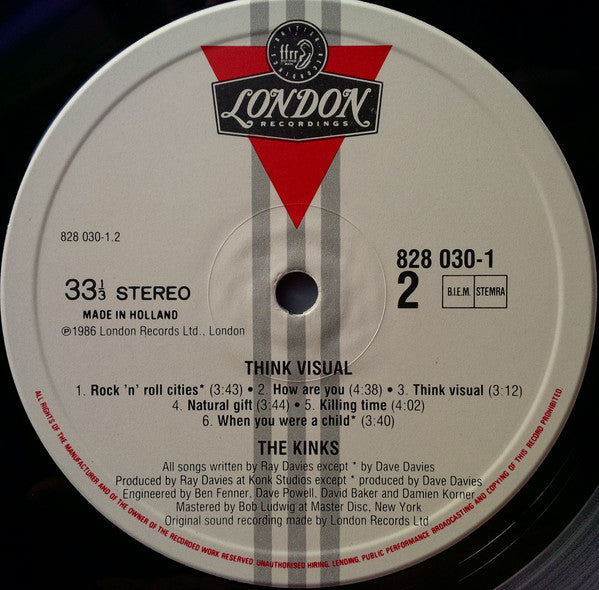 BRITISH RECORDINGS
ffrr
LONDON
RECORDINGS
828 030-1.2
828 030-1
33⅓ STEREO
2
B.I.E.M. STEMRA
MADE IN HOLLAND
℗1986 London Records Ltd., London
THINK VISUAL
1. Rock 'n' roll cities* (3:43) • 2. How are you (4:38) • 3. Think visual (3:12)
4. Natural gift (3:44) • 5. Killing time (4:02)
6. When you were a child* (3:40)
THE KINKS
All songs written by Ray Davies except * by Dave Davies
Produced by Ray Davies at Konk Studios except * produced by Dave Davies
Engineered by Ben Fenner, Dave Powell, David Baker and Damien Korner
Mastered by Bob Ludwig at Master Disc, New York
Original sound recording made by London Records Ltd
ALL RIGHTS OF THE MANUFACTURER AND OF THE OWNER OF THE RECORDED WORK RESERVED. UNAUTHORISED HIRING, LENDING, PUBLIC PERFORMANCE BROADCASTING AND COPYING OF THIS RECORD PROHIBITED.